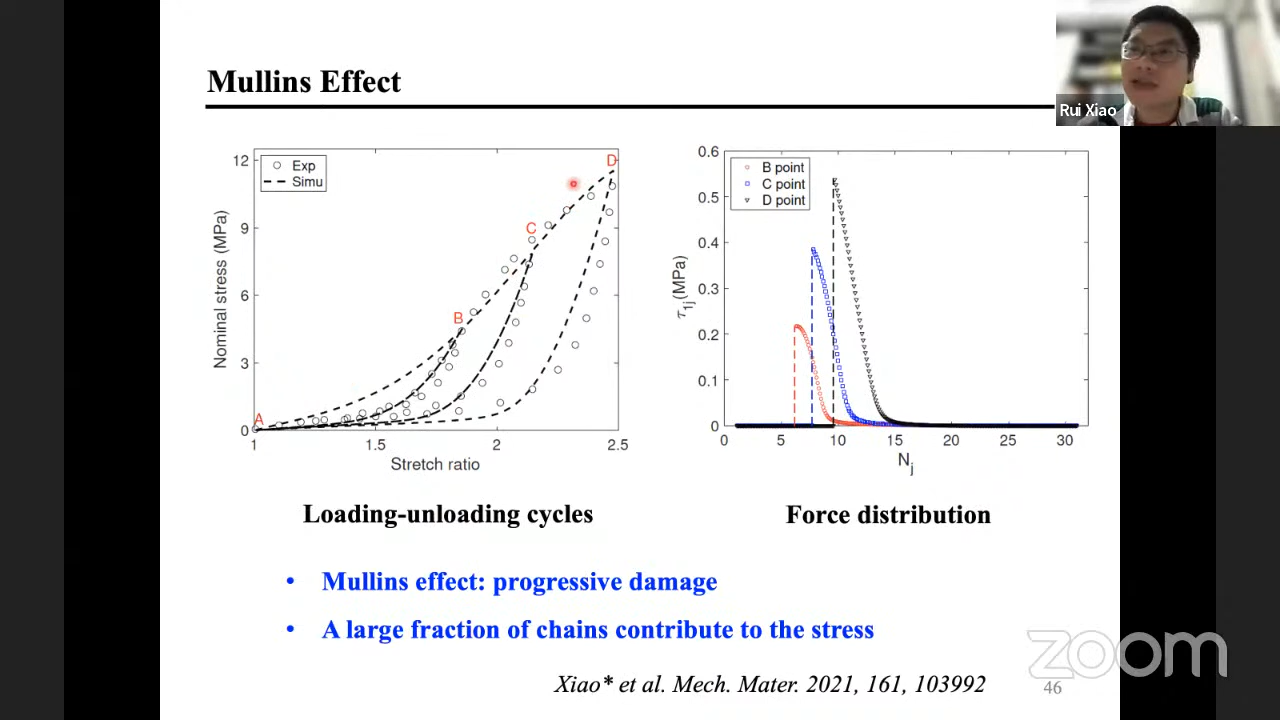 Mullins Effect
Rui Xiao
12
9
6
3
0
Nominal stress (MPa)
Exp
Simu
A
B
C
D
1
1.5
2
2.5
Stretch ratio
0.6
0.5
0.4
0.3
0.2
0.1
0
τ1j(MPa)
B point
C point
D point
0
5
10
15
20
25
30
Nj
Loading-unloading cycles
Force distribution
• Mullins effect: progressive damage
• A large fraction of chains contribute to the stress
Xiao* et al. Mech. Mater. 2021, 161, 103992
46
zoom